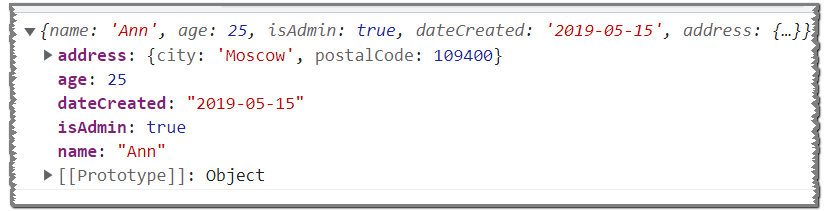 {name: 'Ann', age: 25, isAdmin: true, dateCreated: '2019-05-15', address: {…}}
address: {city: 'Moscow', postalCode: 109400}
age: 25
dateCreated: "2019-05-15"
isAdmin: true
name: "Ann"
[[Prototype]]: Object